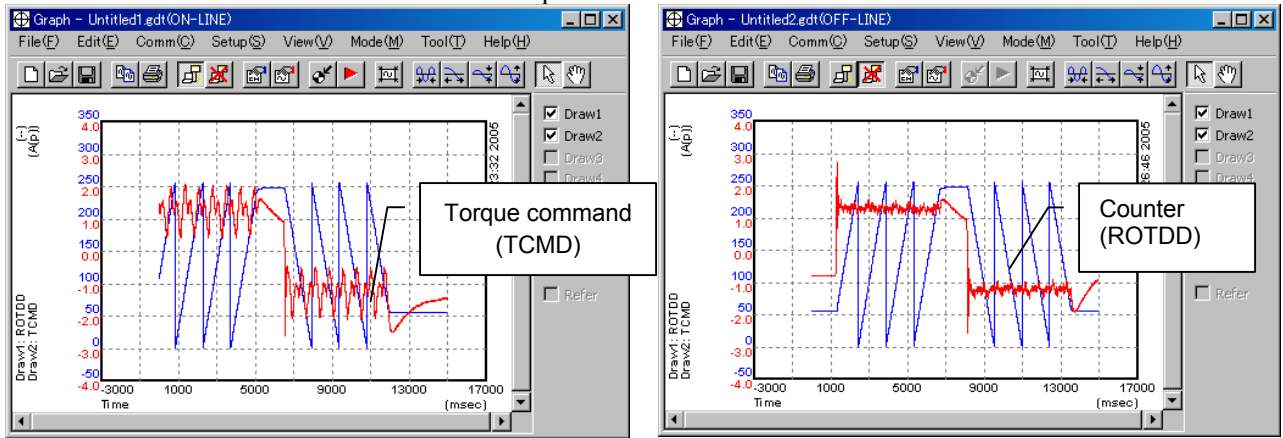 Graph - Untitled1.gdt(ON-LINE)
File(F) Edit(E) Comm(C) Setup(S) View(V) Mode(M) Tool(T) Help(H)
350
300
250
200
150
100
50
0
-50
4.0
3.0
2.0
1.0
0.0
-1.0
-2.0
-3.0
-4.0
(-)
(A(p))
Draw1: ROTDD
Draw2: TCMD
-3000 1000 5000 9000 13000 17000
Time (msec)
:32 2005
Draw1
Draw2
Draw3
Draw4
Refer
Torque command
(TCMD)
Graph - Untitled2.gdt(OFF-LINE)
File(F) Edit(E) Comm(C) Setup(S) View(V) Mode(M) Tool(T) Help(H)
350
300
250
200
150
100
50
0
-50
4.0
3.0
2.0
1.0
0.0
-1.0
-2.0
-3.0
-4.0
(-)
(A(p))
Draw1: ROTDD
Draw2: TCMD
-3000 1000 5000 9000 13000 17000
Time (msec)
:46 2005
Draw1
Draw2
Draw3
Draw4
Refer
Counter
(ROTDD)